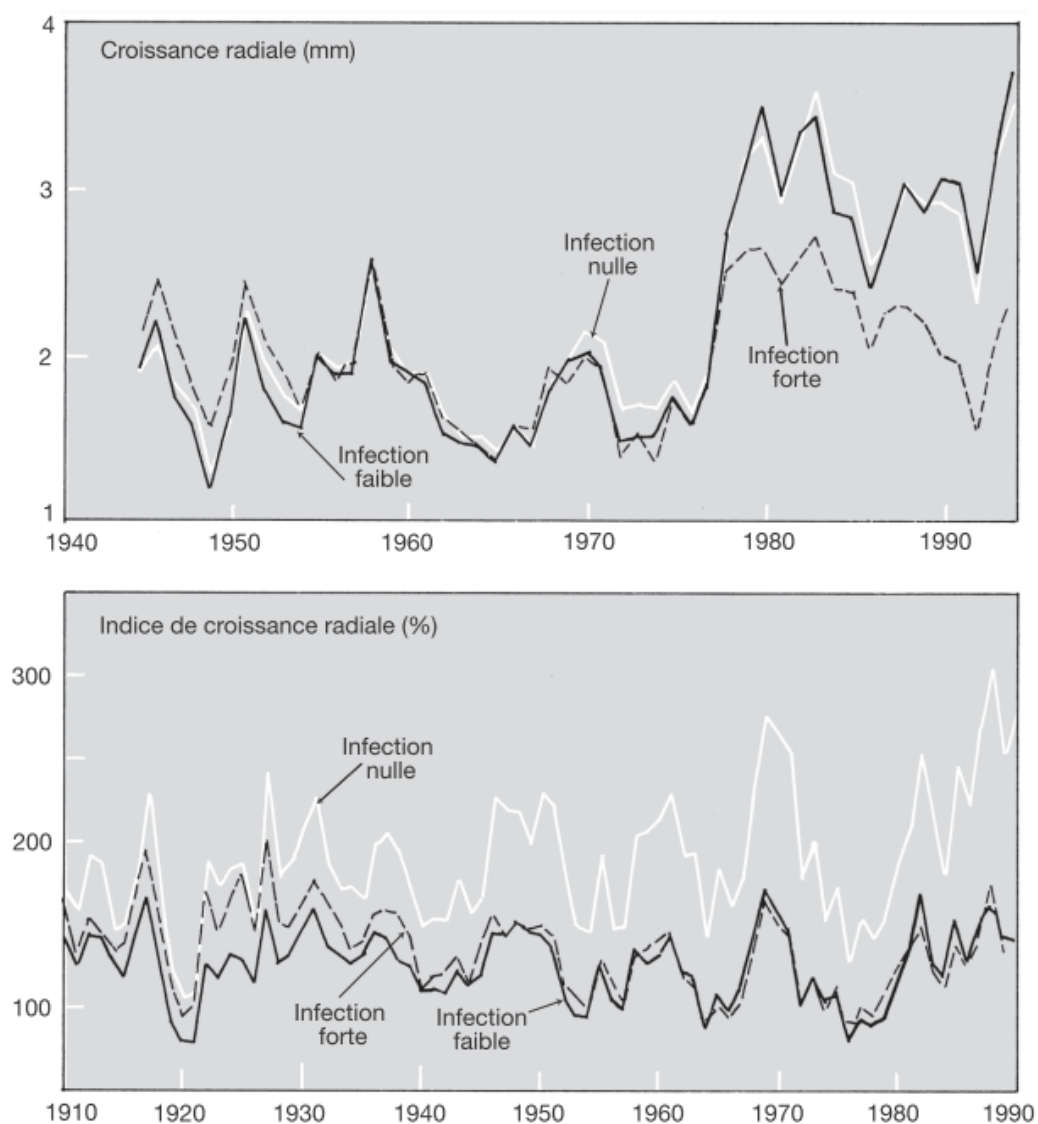 4
Croissance radiale (mm)
3
Infection
nulle
2
Infection
forte
Infection
faible
1
1940 1950 1960 1970 1980 1990
Indice de croissance radiale (%)
300
Infection
nulle
200
100
Infection
forte
Infection
faible
1910 1920 1930 1940 1950 1960 1970 1980 1990